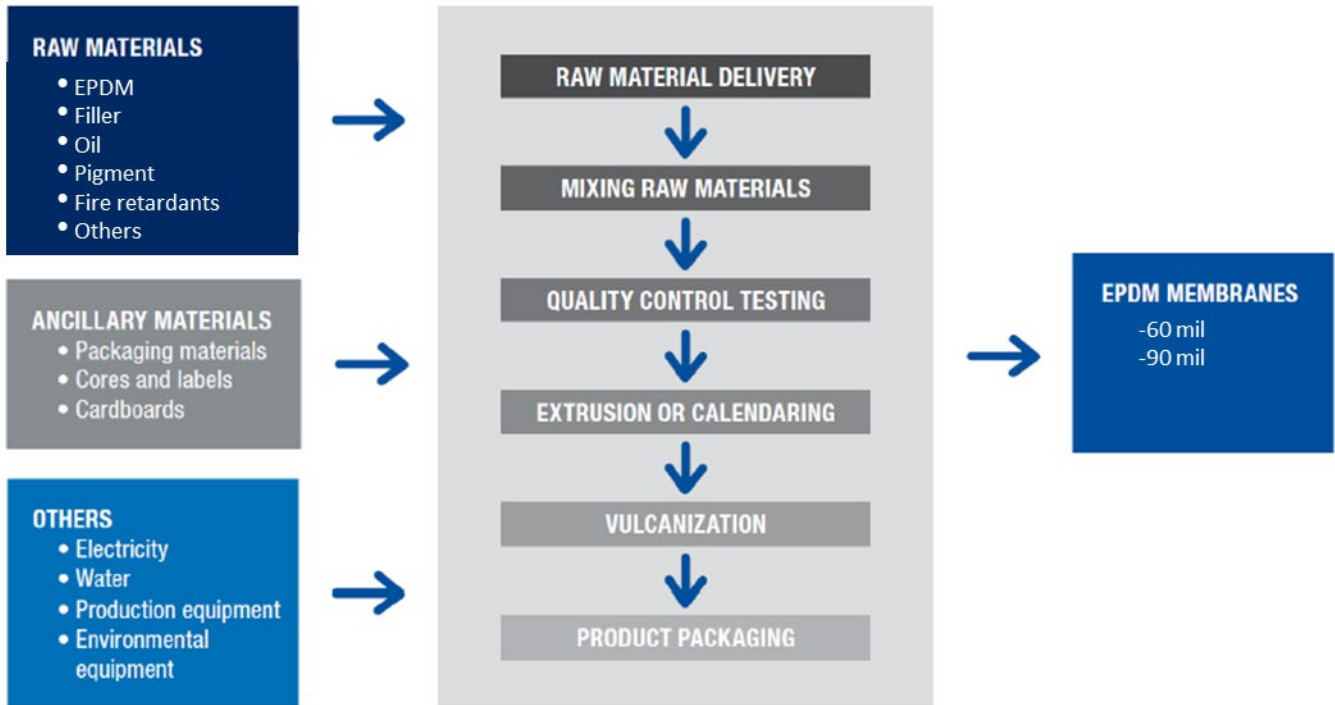 RAW MATERIALS
• EPDM
• Filler
• Oil
• Pigment
• Fire retardants
• Others
ANCILLARY MATERIALS
• Packaging materials
• Cores and labels
• Cardboards
OTHERS
• Electricity
• Water
• Production equipment
• Environmental
equipment
RAW MATERIAL DELIVERY
MIXING RAW MATERIALS
QUALITY CONTROL TESTING
EXTRUSION OR CALENDARING
VULCANIZATION
PRODUCT PACKAGING
EPDM MEMBRANES
-60 mil
-90 mil